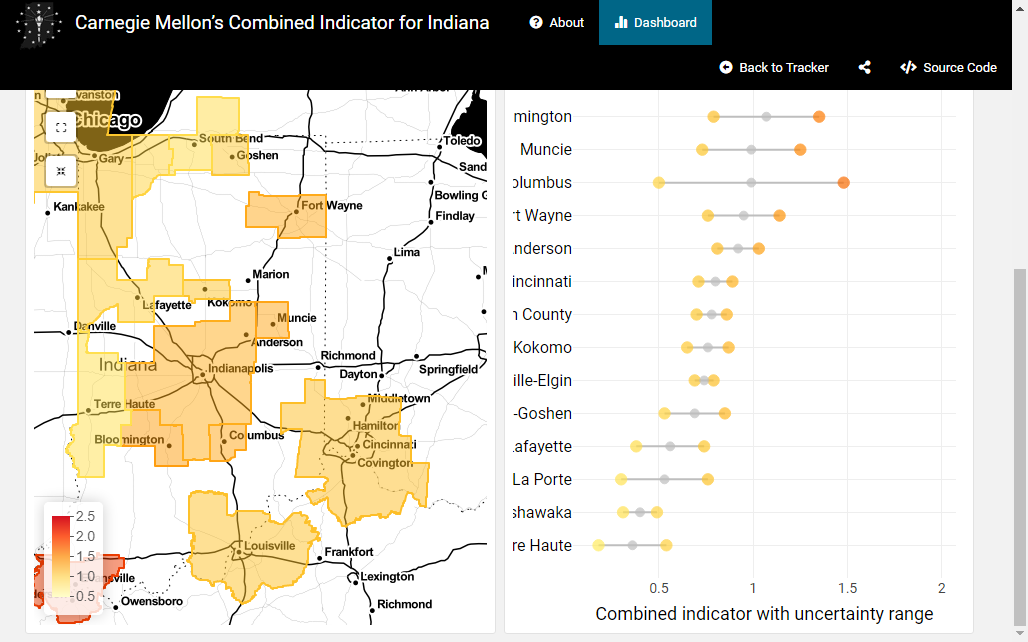 Carnegie Mellon's Combined Indicator for Indiana
About
Dashboard
Back to Tracker
Source Code
vanston
Chicago
Gary
South Bend
Goshen
Toledo
Sand
Bowling G
Kankakee
Fort Wayne
Findlay
Lima
Marion
Lafayette
Kokomo
Muncie
Danville
Anderson
Indiana
Indianapolis
Richmond
Dayton
Springfield
Middletown
Terre Haute
Hamilton
Bloomington
Columbus
Cincinnati
Covington
Louisville
Frankfort
Lexington
Owensboro
Richmond
nsville
2.5
2.0
1.5
1.0
0.5
mington
Muncie
olumbus
rt Wayne
nderson
incinnati
n County
Kokomo
ille-Elgin
-Goshen
afayette
La Porte
shawaka
re Haute
0.5 1 1.5 2
Combined indicator with uncertainty range